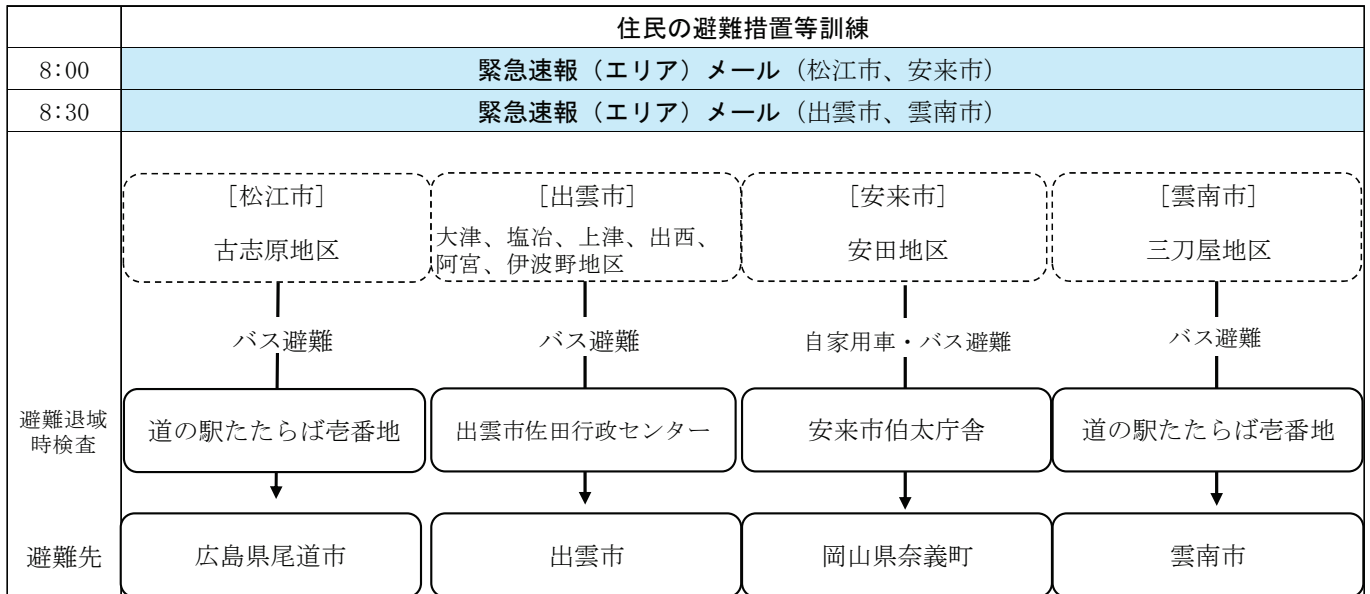 住民の避難措置等訓練
8:00
緊急速報（エリア）メール（松江市、安来市）
8:30
緊急速報（エリア）メール（出雲市、雲南市）
［松江市］
古志原地区
［出雲市］
大津、塩冶、上津、出西、
阿宮、伊波野地区
［安来市］
安田地区
［雲南市］
三刀屋地区
バス避難
バス避難
自家用車・バス避難
バス避難
避難退域
時検査
道の駅たたらば壱番地
出雲市佐田行政センター
安来市伯太庁舎
道の駅たたらば壱番地
避難先
広島県尾道市
出雲市
岡山県奈義町
雲南市